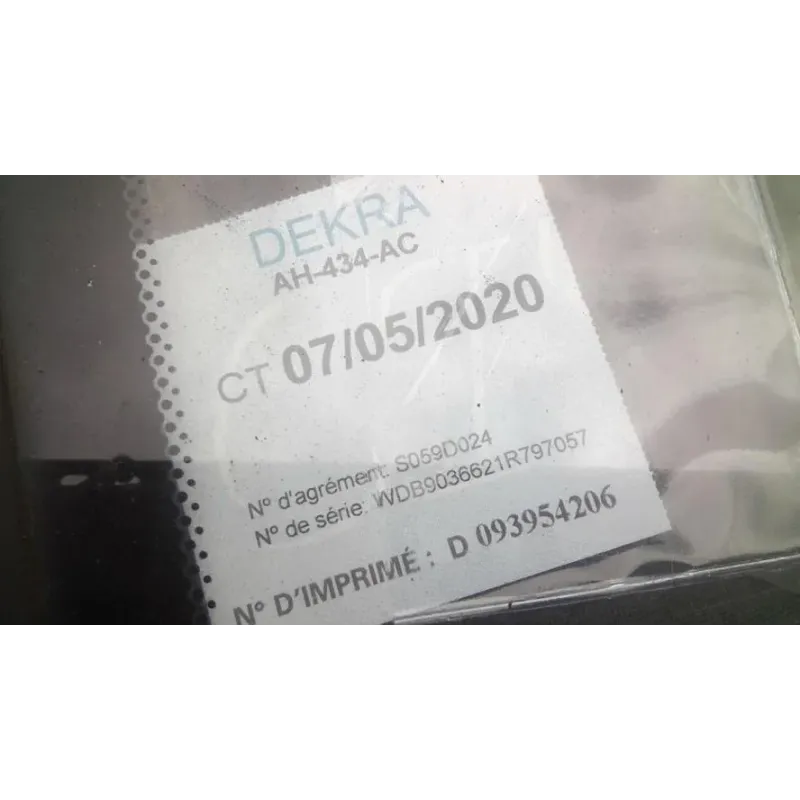 DEKRA
AH-434-AC
CT 07/05/2020
N° d'agrément: S059D024
N° de série: WDB9036621R797057
N° D'IMPRIMÉ : D 093954206